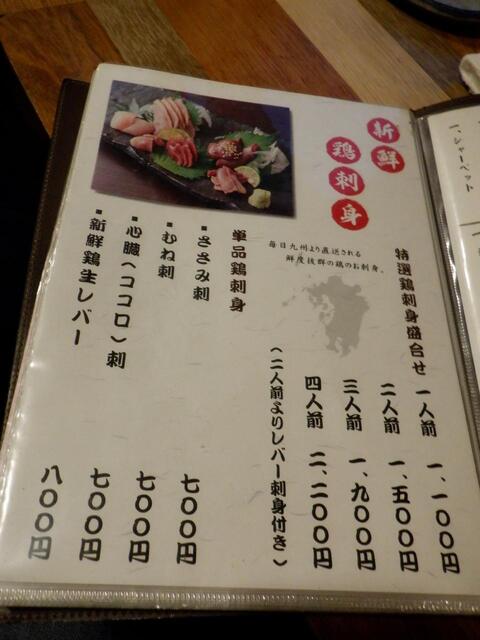 新鮮
鶏刺身
毎日九州より直送される
鮮度抜群の鶏のお刺身。
特選鶏刺身盛合せ 一人前 一、一〇〇円
二人前 一、五〇〇円
三人前 一、九〇〇円
四人前 二、二〇〇円
(二人前よりレバー刺身付き)
単品鶏刺身
▪ささみ刺 七〇〇円
▪むね刺 七〇〇円
▪心臓(ココロ)刺 七〇〇円
▪新鮮鶏生レバー 八〇〇円
一、シャーベット